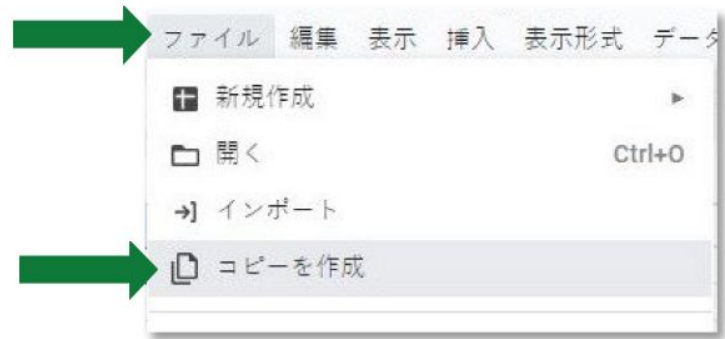 ファイル 編集 表示 挿入 表示形式 データ
新規作成
開く Ctrl+O
インポート
コピーを作成